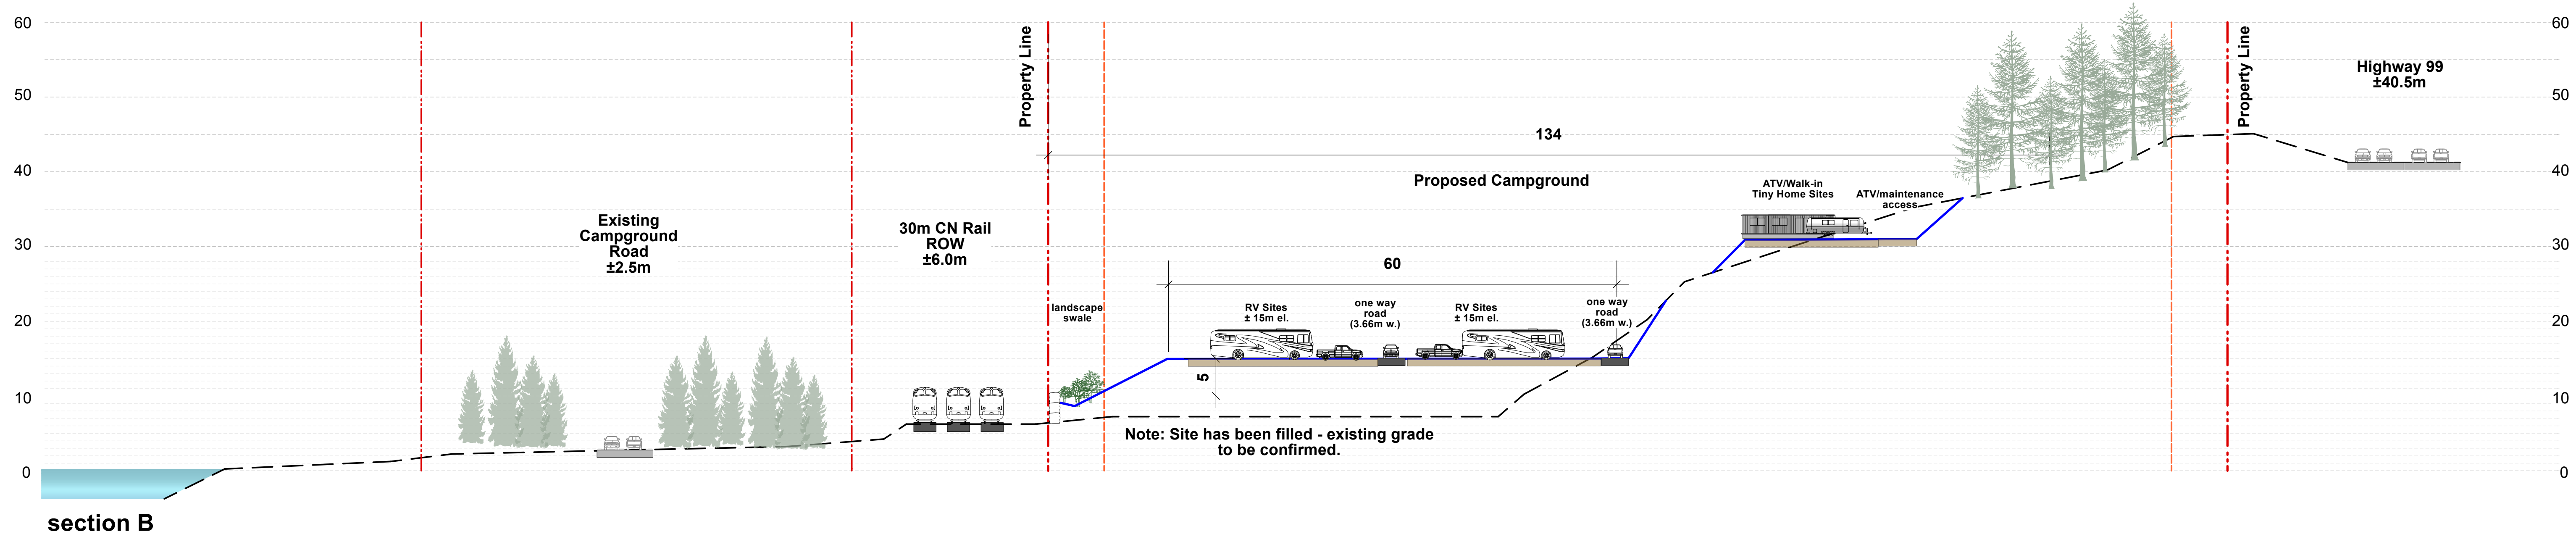 60
50
40
30
20
10
0
Existing
Campground
Road
±2.5m
30m CN Rail
ROW
±6.0m
Property Line
landscape
swale
134
Proposed Campground
60
RV Sites
± 15m el.
one way
road
(3.66m w.)
RV Sites
± 15m el.
one way
road
(3.66m w.)
5
Note: Site has been filled - existing grade
to be confirmed.
ATV/Walk-in
Tiny Home Sites
ATV/maintenance
access
Property Line
Highway 99
±40.5m
60
50
40
30
20
10
0
section B